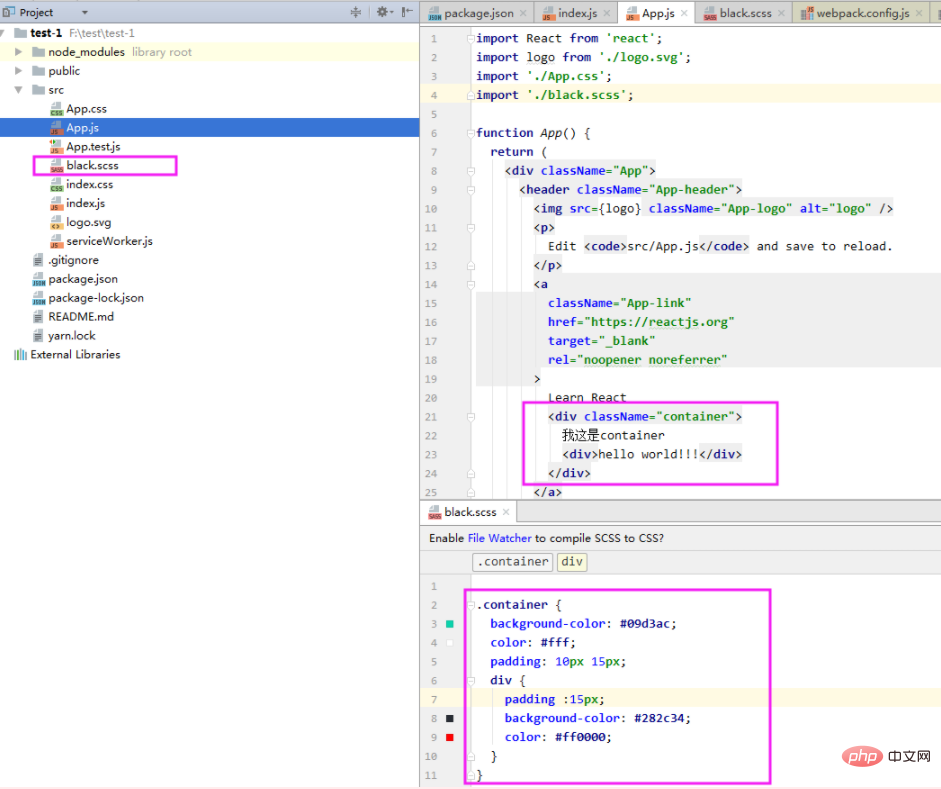 Project
test-1 F:\test\test-1
node_modules library root
public
src
App.css
App.js
App.test.js
black.scss
index.css
index.js
logo.svg
serviceWorker.js
.gitignore
package.json
package-lock.json
README.md
yarn.lock
External Libraries
package.json index.js App.js black.scss webpack.config.js
1 import React from 'react';
2 import logo from './logo.svg';
3 import './App.css';
4 import './black.scss';
5
6 function App() {
7 return (
8 <div className="App">
9 <header className="App-header">
10 <img src={logo} className="App-logo" alt="logo" />
11 <p>
12 Edit <code>src/App.js</code> and save to reload.
13 </p>
14 <a
15 className="App-link"
16 href="https://reactjs.org"
17 target="_blank"
18 rel="noopener noreferrer"
19 >
20 Learn React
21 <div className="container">
22 我这是container
23 <div>hello world!!!</div>
24 </div>
25 </a>
black.scss
Enable File Watcher to compile SCSS to CSS?
.container div
1
2 .container {
3 background-color: #09d3ac;
4 color: #fff;
5 padding: 10px 15px;
6 div {
7 padding :15px;
8 background-color: #282c34;
9 color: #ff0000;
10 }
11 }
php 中文网